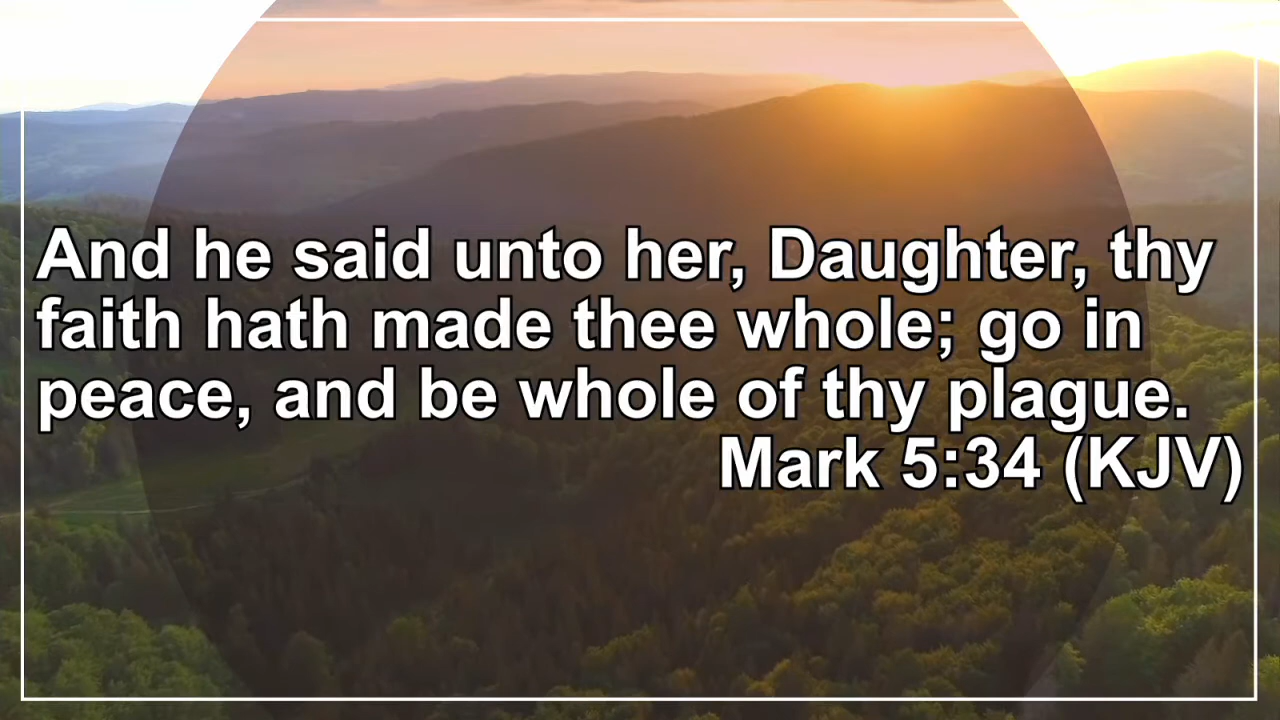 And he said unto her, Daughter, thy
faith hath made thee whole; go in
peace, and be whole of thy plague.
Mark 5:34 (KJV)